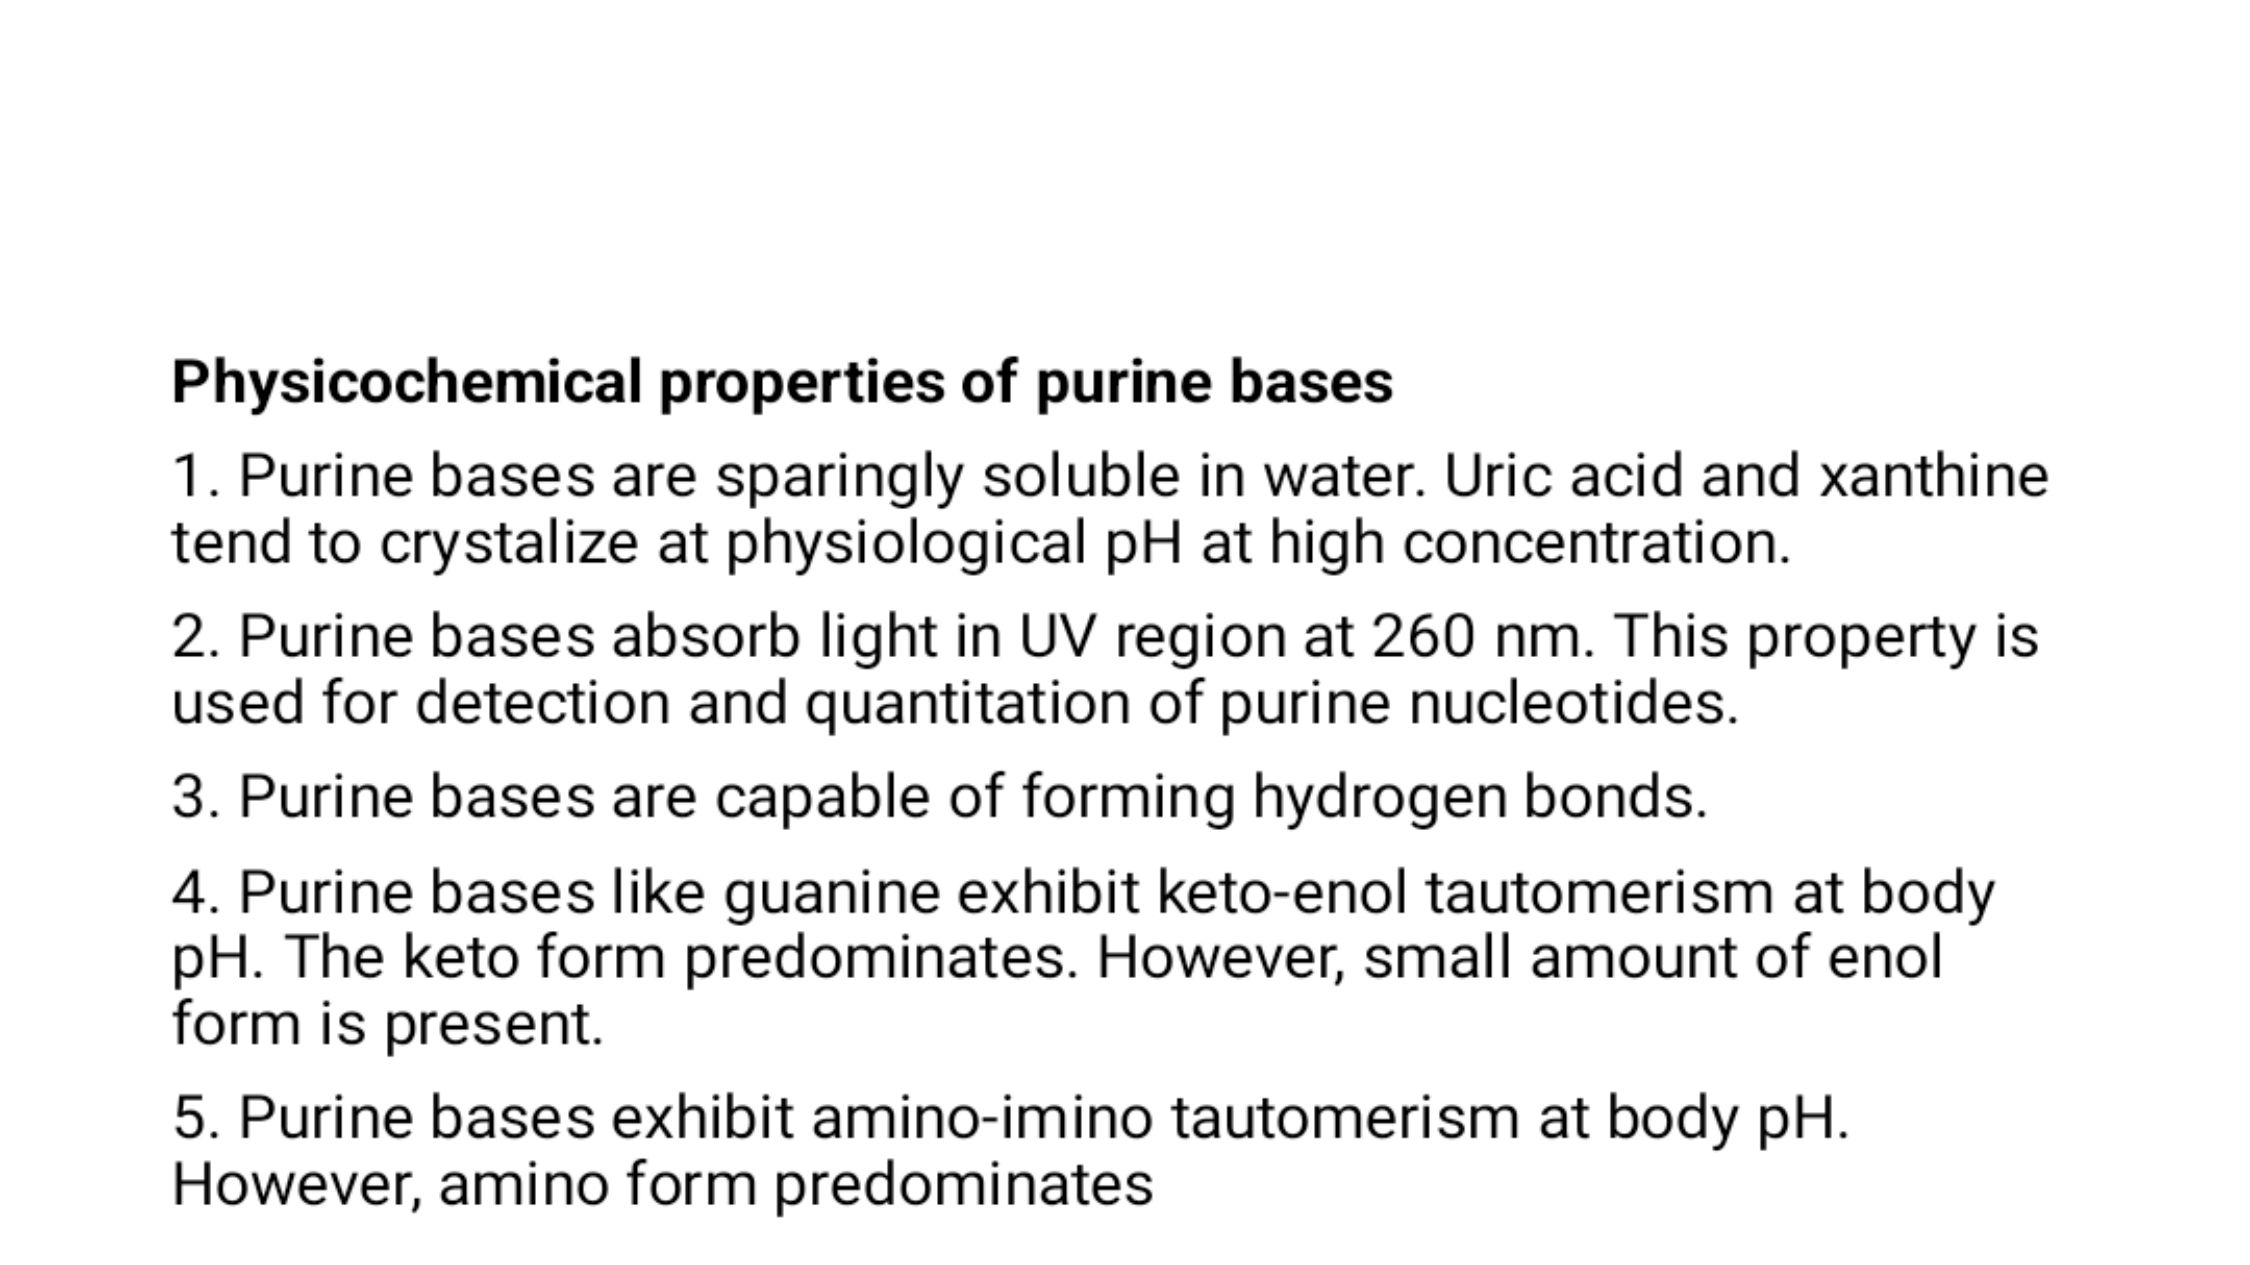 Physicochemical properties of purine bases
1. Purine bases are sparingly soluble in water. Uric acid and xanthine
tend to crystalize at physiological pH at high concentration.
2. Purine bases absorb light in UV region at 260 nm. This property is
used for detection and quantitation of purine nucleotides.
3. Purine bases are capable of forming hydrogen bonds.
4. Purine bases like guanine exhibit keto-enol tautomerism at body
pH. The keto form predominates. However, small amount of enol
form is present.
5. Purine bases exhibit amino-imino tautomerism at body pH.
However, amino form predominates